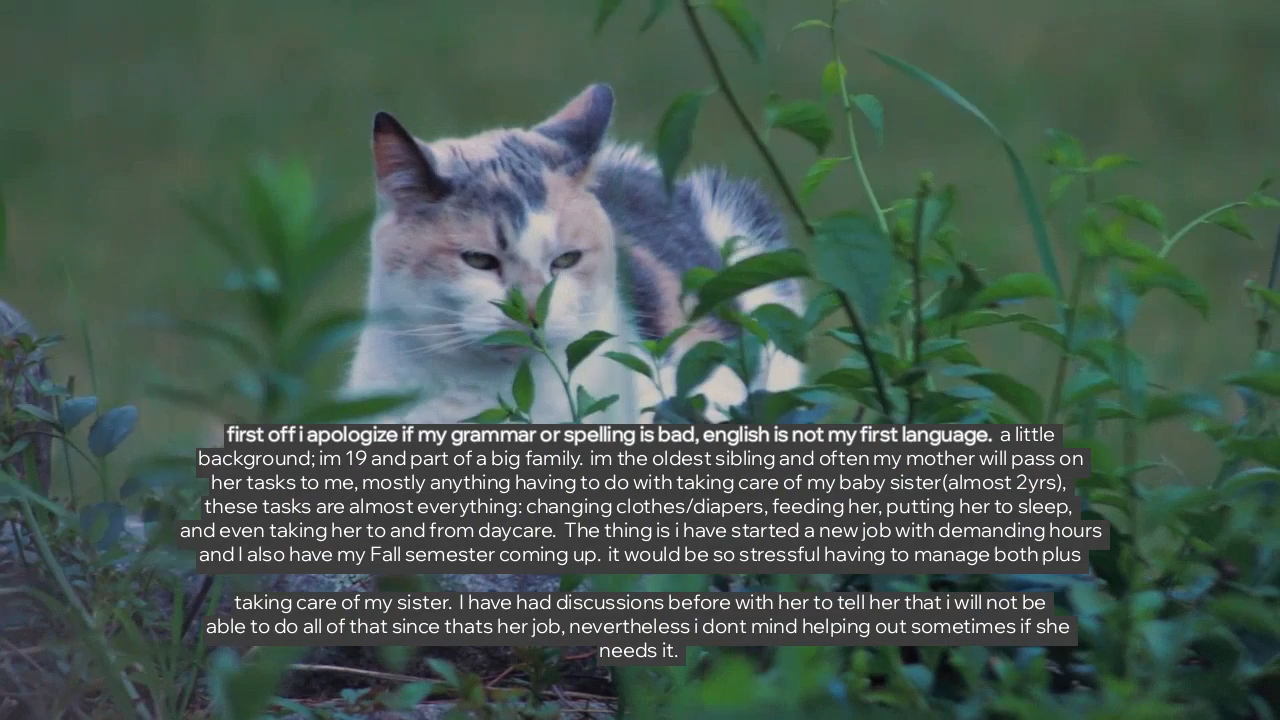 first off i apologize if my grammar or spelling is bad, english is not my first language. a little
background; im 19 and part of a big family. im the oldest sibling and often my mother will pass on
her tasks to me, mostly anything having to do with taking care of my baby sister(almost 2yrs),
these tasks are almost everything: changing clothes/diapers, feeding her, putting her to sleep,
and even taking her to and from daycare. The thing is i have started a new job with demanding hours
and I also have my Fall semester coming up. it would be so stressful having to manage both plus
taking care of my sister. I have had discussions before with her to tell her that i will not be
able to do all of that since thats her job, nevertheless i dont mind helping out sometimes if she
needs it.